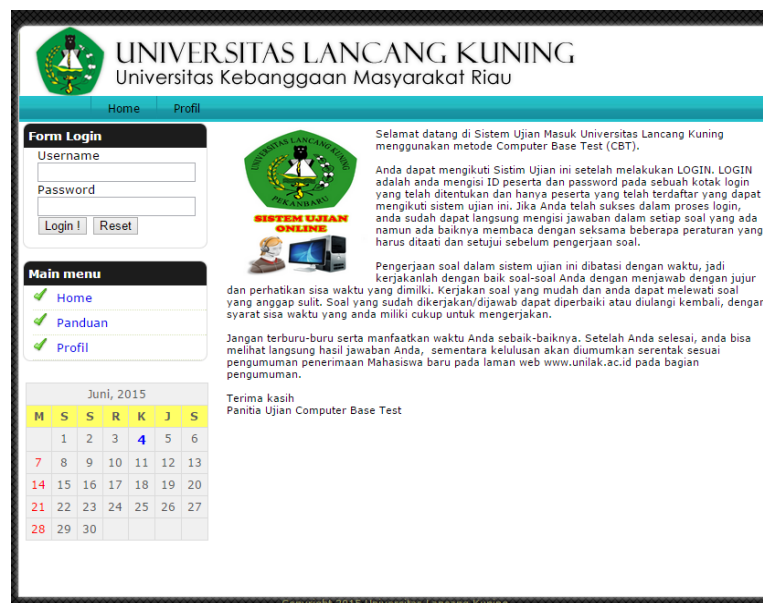 UNIVERSITAS LANCANG KUNING
Universitas Kebanggaan Masyarakat Riau
Home Profil
Form Login
Username
Password
Login ! Reset
Main menu
Home
Panduan
Profil
Juni, 2015
M S S R K J S
1 2 3 4 5 6
7 8 9 10 11 12 13
14 15 16 17 18 19 20
21 22 23 24 25 26 27
28 29 30
UNIVERSITAS LANCANG KUNING
PEKANBARU
SISTEM UJIAN
ONLINE
Selamat datang di Sistem Ujian Masuk Universitas Lancang Kuning
menggunakan metode Computer Base Test (CBT).
Anda dapat mengikuti Sistim Ujian ini setelah melakukan LOGIN. LOGIN
adalah anda mengisi ID peserta dan password pada sebuah kotak login
yang telah ditentukan dan hanya peserta yang telah terdaftar yang dapat
mengikuti sistem ujian ini. Jika Anda telah sukses dalam proses login,
anda sudah dapat langsung mengisi jawaban dalam setiap soal yang ada
namun ada baiknya membaca dengan seksama beberapa peraturan yang
harus ditaati dan setujui sebelum pengerjaan soal.
Pengerjaan soal dalam sistem ujian ini dibatasi dengan waktu, jadi
kerjakanlah dengan baik soal-soal Anda dengan menjawab dengan jujur
dan perhatikan sisa waktu yang dimilki. Kerjakan soal yang mudah dan anda dapat melewati soal
yang anggap sulit. Soal yang sudah dikerjakan/dijawab dapat diperbaiki atau diulangi kembali, dengan
syarat sisa waktu yang anda miliki cukup untuk mengerjakan.
Jangan terburu-buru serta manfaatkan waktu Anda sebaik-baiknya. Setelah Anda selesai, anda bisa
melihat langsung hasil jawaban Anda, sementara kelulusan akan diumumkan serentak sesuai
pengumuman penerimaan Mahasiswa baru pada laman web www.unilak.ac.id pada bagian
pengumuman.
Terima kasih
Panitia Ujian Computer Base Test
Copyright 2015 Universitas Lancang Kuning